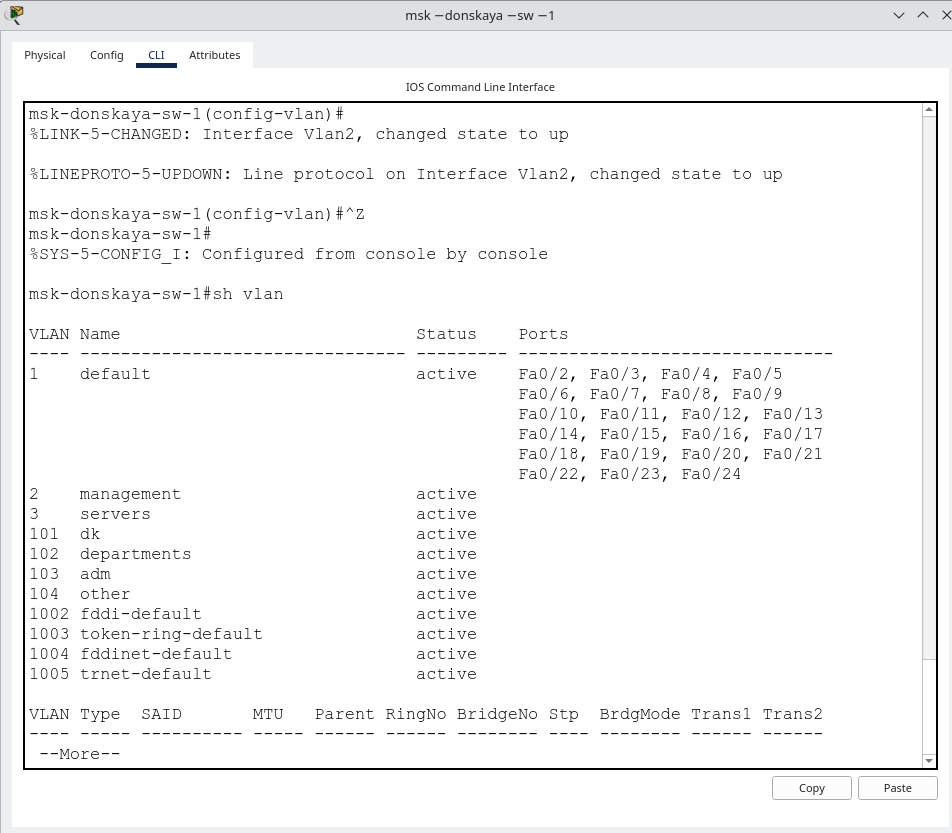 msk −donskaya −sw −1
Physical Config CLI Attributes
IOS Command Line Interface
msk-donskaya-sw-1(config-vlan)#
%LINK-5-CHANGED: Interface Vlan2, changed state to up
%LINEPROTO-5-UPDOWN: Line protocol on Interface Vlan2, changed state to up
msk-donskaya-sw-1(config-vlan)#^Z
msk-donskaya-sw-1#
%SYS-5-CONFIG_I: Configured from console by console
msk-donskaya-sw-1#sh vlan
VLAN Name                             Status    Ports
---- -------------------------------- --------- -------------------------------
1    default                          active    Fa0/2, Fa0/3, Fa0/4, Fa0/5
                                                Fa0/6, Fa0/7, Fa0/8, Fa0/9
                                                Fa0/10, Fa0/11, Fa0/12, Fa0/13
                                                Fa0/14, Fa0/15, Fa0/16, Fa0/17
                                                Fa0/18, Fa0/19, Fa0/20, Fa0/21
                                                Fa0/22, Fa0/23, Fa0/24
2    management                       active
3    servers                          active
101  dk                               active
102  departments                      active
103  adm                              active
104  other                            active
1002 fddi-default                     active
1003 token-ring-default               active
1004 fddinet-default                  active
1005 trnet-default                    active
VLAN Type  SAID       MTU   Parent RingNo BridgeNo Stp  BrdgMode Trans1 Trans2
---- ----- ---------- ----- ------ ------ -------- ---- -------- ------ ------
 --More--
Copy Paste